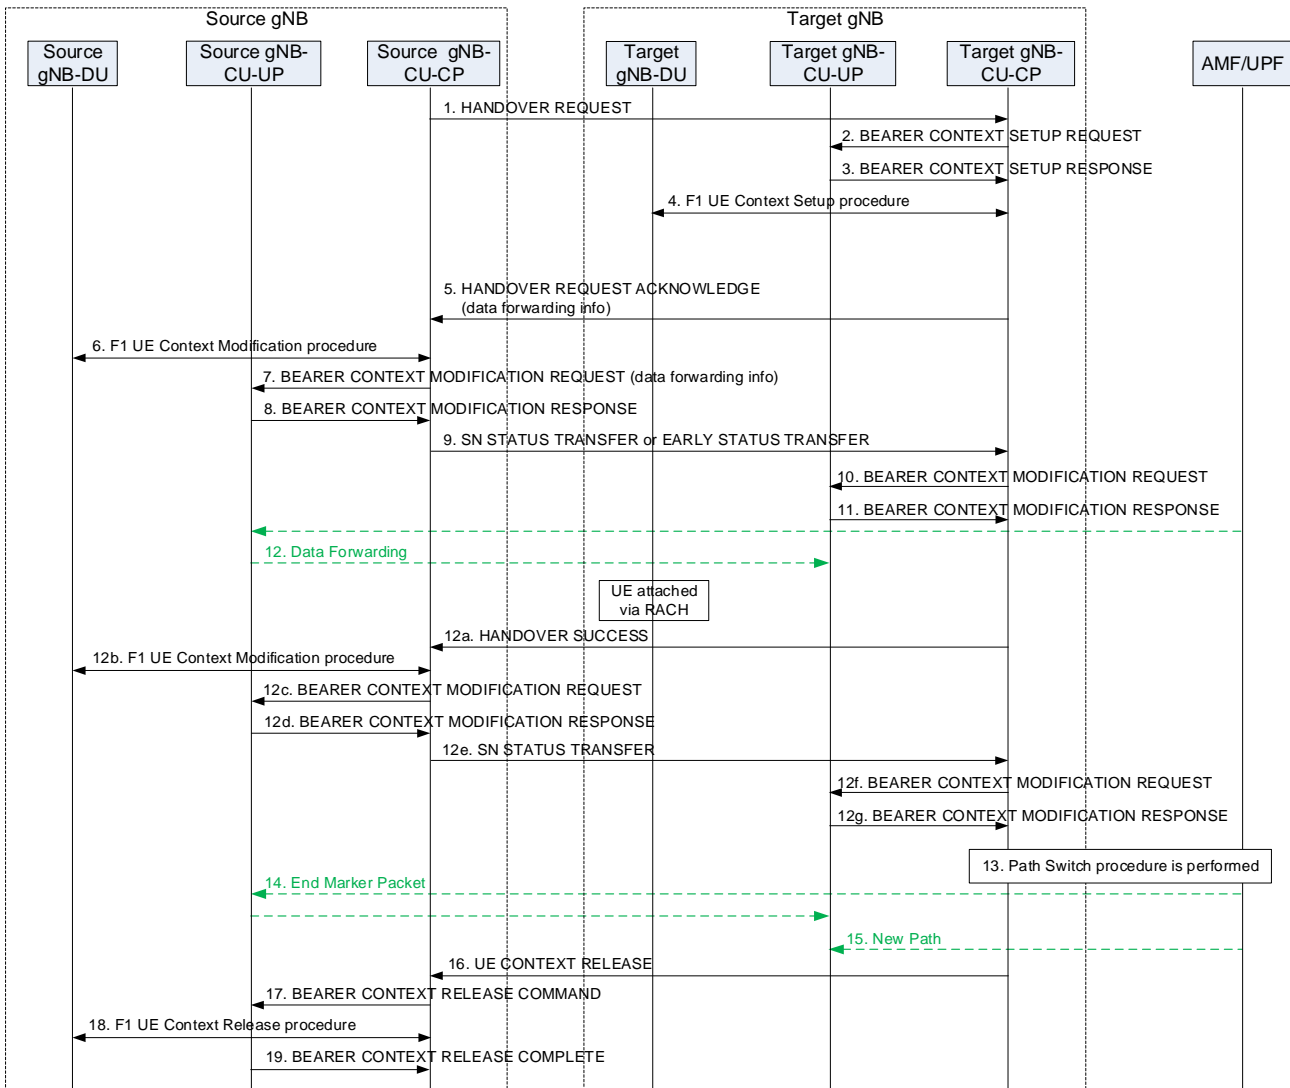 Source gNB
Target gNB
Source
gNB-DU
Source gNB-
CU-UP
Source gNB-
CU-CP
Target
gNB-DU
Target gNB-
CU-UP
Target gNB-
CU-CP
AMF/UPF
1. HANDOVER REQUEST
2. BEARER CONTEXT SETUP REQUEST
3. BEARER CONTEXT SETUP RESPONSE
4. F1 UE Context Setup procedure
5. HANDOVER REQUEST ACKNOWLEDGE
(data forwarding info)
6. F1 UE Context Modification procedure
7. BEARER CONTEXT MODIFICATION REQUEST (data forwarding info)
8. BEARER CONTEXT MODIFICATION RESPONSE
9. SN STATUS TRANSFER or EARLY STATUS TRANSFER
10. BEARER CONTEXT MODIFICATION REQUEST
11. BEARER CONTEXT MODIFICATION RESPONSE
12. Data Forwarding
UE attached
via RACH
12a. HANDOVER SUCCESS
12b. F1 UE Context Modification procedure
12c. BEARER CONTEXT MODIFICATION REQUEST
12d. BEARER CONTEXT MODIFICATION RESPONSE
12e. SN STATUS TRANSFER
12f. BEARER CONTEXT MODIFICATION REQUEST
12g. BEARER CONTEXT MODIFICATION RESPONSE
13. Path Switch procedure is performed
14. End Marker Packet
15. New Path
16. UE CONTEXT RELEASE
17. BEARER CONTEXT RELEASE COMMAND
18. F1 UE Context Release procedure
19. BEARER CONTEXT RELEASE COMPLETE